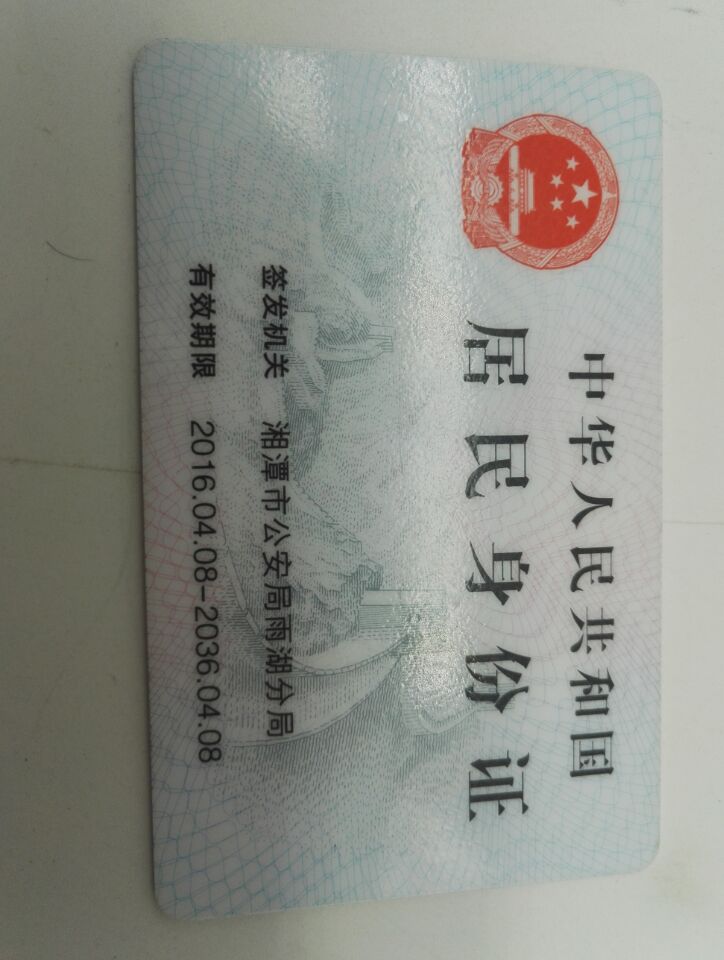 中华人民共和国
居民身份证
签发机关 湘潭市公安局雨湖分局
有效期限 2016.04.08-2036.04.08